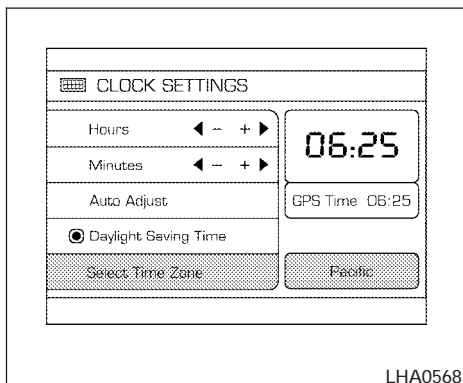 CLOCK SETTINGS
Hours ◀ − + ▶
Minutes ◀ − + ▶
Auto Adjust
Daylight Saving Time
Select Time Zone
06:25
GPS Time 06:25
Pacific
LHA0568